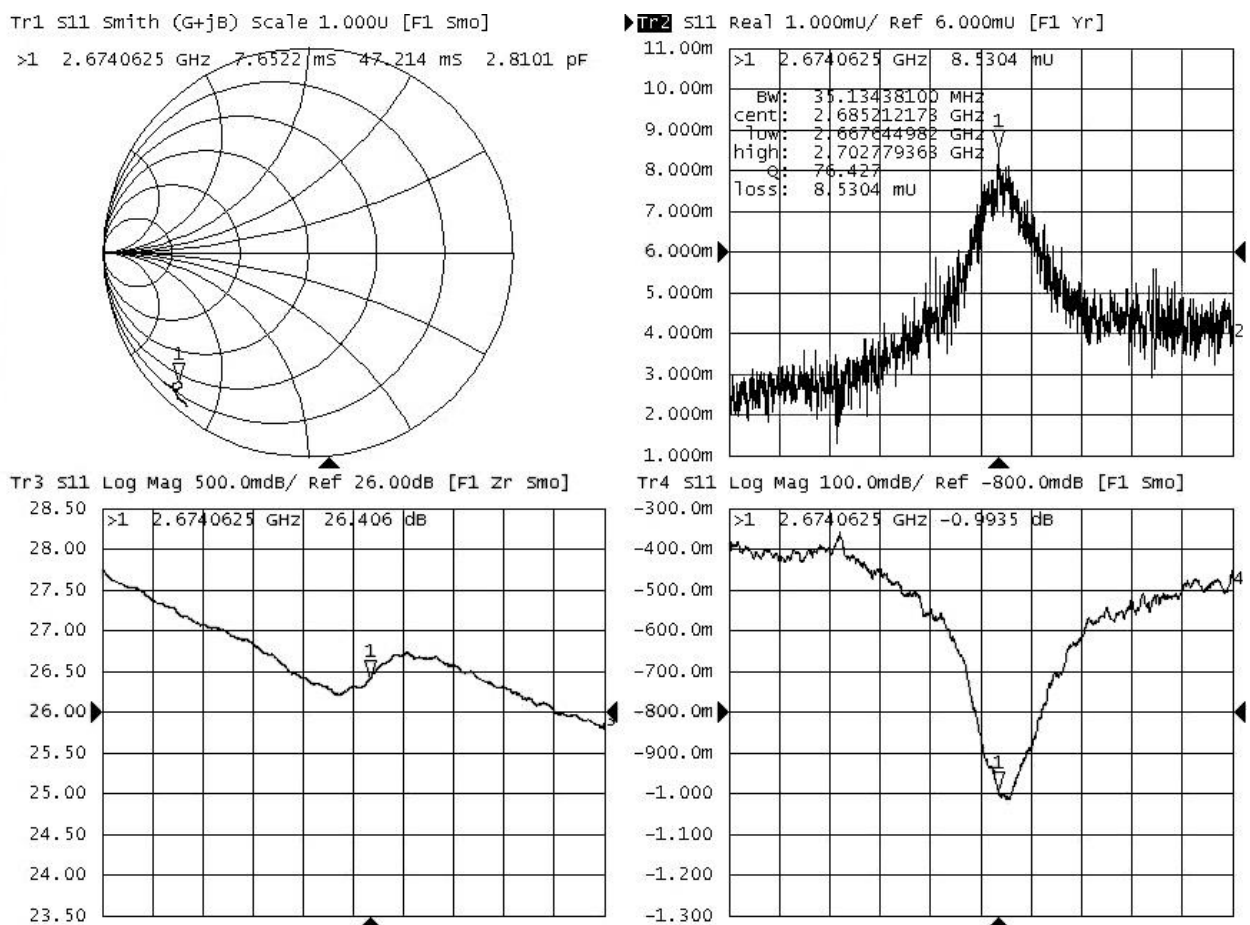 Tr1 S11 Smith (G+jB) Scale 1.000U [F1 Smo]
>1 2.6740625 GHz 7.6522 mS 47.214 mS 2.8101 pF
1
Tr2 S11 Real 1.000mU/ Ref 6.000mU [F1 Yr]
11.00m
>1 2.6740625 GHz 8.5304 mU
10.00m
BW: 35.13438100 MHz
cent: 2.685212173 GHz
9.000m
low: 2.667644982 GHz
high: 2.702779363 GHz
8.000m
Q: 76.427
loss: 8.5304 mU
1
7.000m
6.000m
5.000m
4.000m
2
3.000m
2.000m
1.000m
Tr3 S11 Log Mag 500.0mdB/ Ref 26.00dB [F1 Zr Smo]
28.50
>1 2.6740625 GHz 26.406 dB
28.00
27.50
27.00
26.50
1
26.00
3
25.50
25.00
24.50
24.00
23.50
Tr4 S11 Log Mag 100.0mdB/ Ref -800.0mdB [F1 Smo]
-300.0m
>1 2.6740625 GHz -0.9935 dB
-400.0m
4
-500.0m
-600.0m
-700.0m
-800.0m
-900.0m
1
-1.000
-1.100
-1.200
-1.300